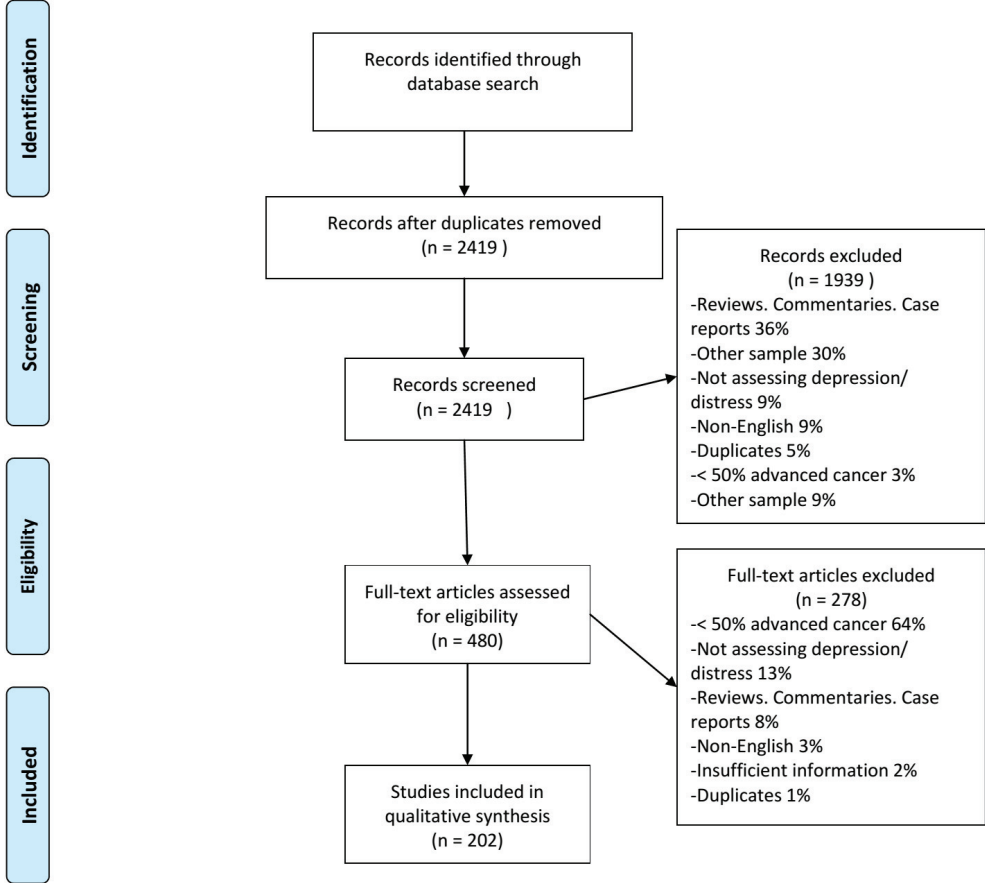 Identification
Records identified through
database search
Records after duplicates removed
(n = 2419 )
Screening
Records screened
(n = 2419 )
Records excluded
(n = 1939 )
-Reviews. Commentaries. Case
reports 36%
-Other sample 30%
-Not assessing depression/
distress 9%
-Non-English 9%
-Duplicates 5%
-< 50% advanced cancer 3%
-Other sample 9%
Eligibility
Full-text articles assessed
for eligibility
(n = 480)
Full-text articles excluded
(n = 278)
-< 50% advanced cancer 64%
-Not assessing depression/
distress 13%
-Reviews. Commentaries. Case
reports 8%
-Non-English 3%
-Insufficient information 2%
-Duplicates 1%
Included
Studies included in
qualitative synthesis
(n = 202)